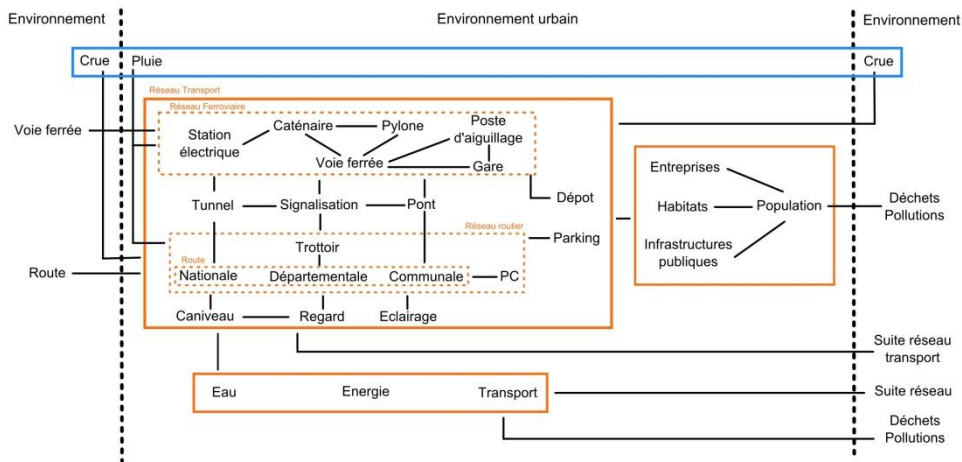 Environnement
Environnement urbain
Environnement
Crue
Pluie
Crue
Réseau Transport
Réseau Ferroviaire
Voie ferrée
Station
électrique
Caténaire
Pylone
Poste
d'aiguillage
Voie ferrée
Gare
Entreprises
Habitats
Population
Infrastructures
publiques
Déchets
Pollutions
Tunnel
Signalisation
Pont
Dépot
Réseau routier
Parking
Trottoir
Route
Route
Nationale
Départementale
Communale
PC
Caniveau
Regard
Eclairage
Suite réseau
transport
Eau
Energie
Transport
Suite réseau
Déchets
Pollutions